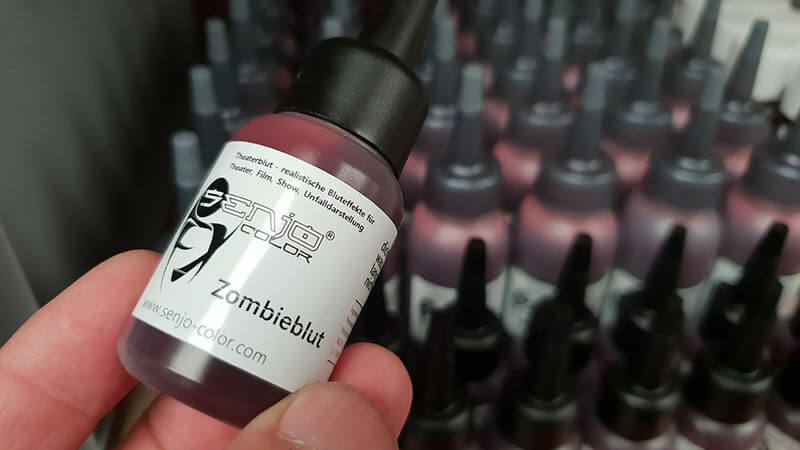 Theaterblut - realistische Bluteffekte für
Theater, Film, Show, Unfalldarstellung
SENJO®
COLOR
Zombieblut
www.senjo-color.com